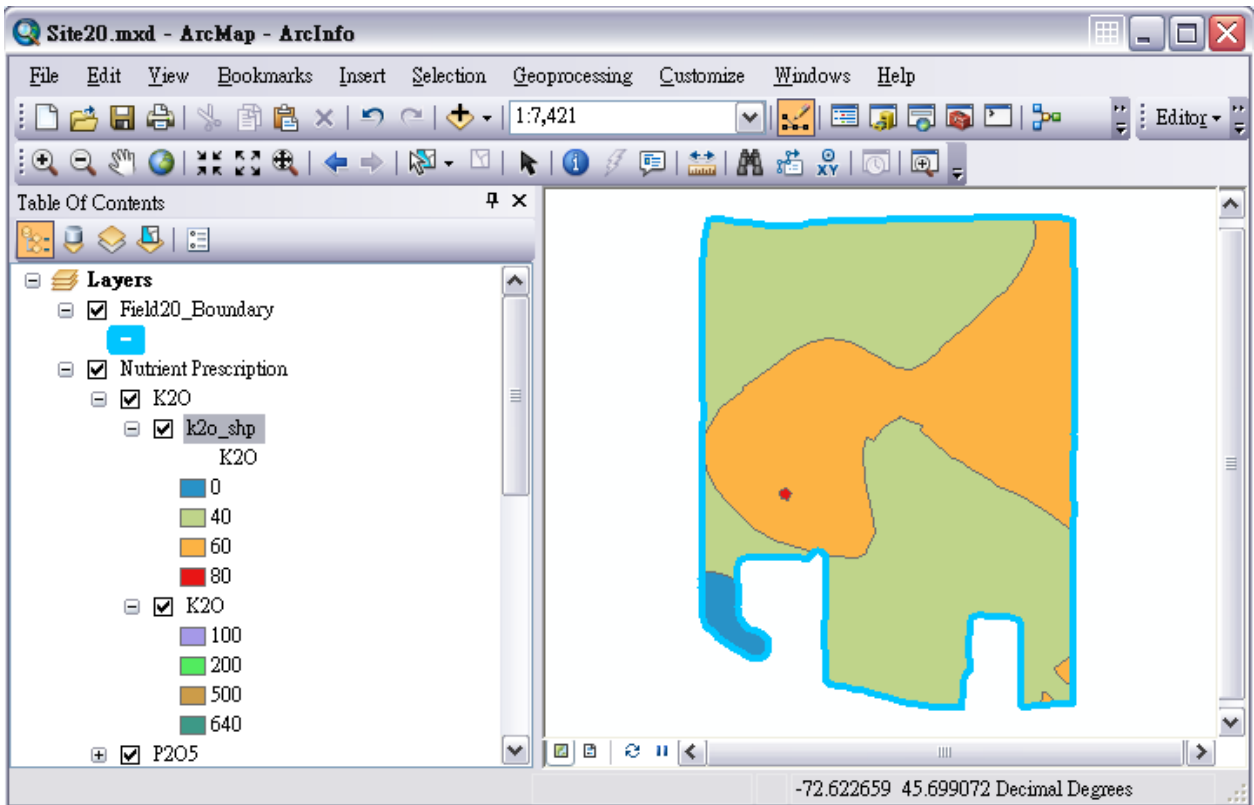 Site20.mxd - ArcMap - ArcInfo
File Edit View Bookmarks Insert Selection Geoprocessing Customize Windows Help
1:7,421
Editor
XY
Table Of Contents
Layers
Field20_Boundary
Nutrient Prescription
K2O
k2o_shp
K2O
0
40
60
80
K2O
100
200
500
640
P2O5
-72.622659 45.699072 Decimal Degrees